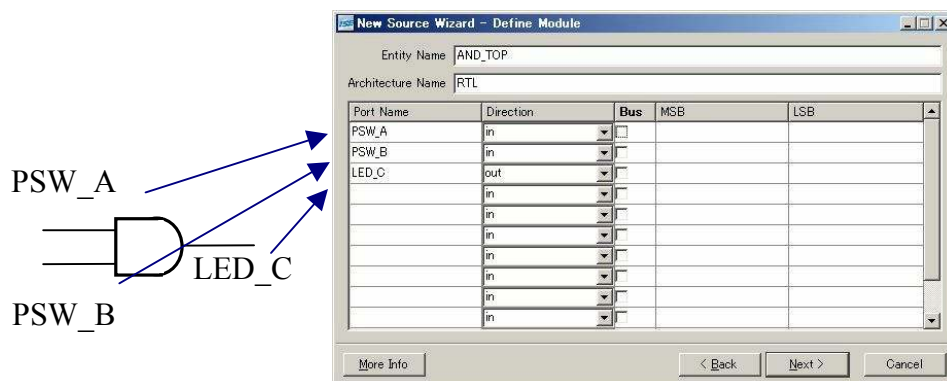 New Source Wizard - Define Module
Entity Name AND_TOP
Architecture Name RTL
Port Name Direction Bus MSB LSB
PSW_A in
PSW_B in
LED_C out
in
in
in
in
in
in
in
More Info < Back Next > Cancel
PSW_A
LED_C
PSW_B